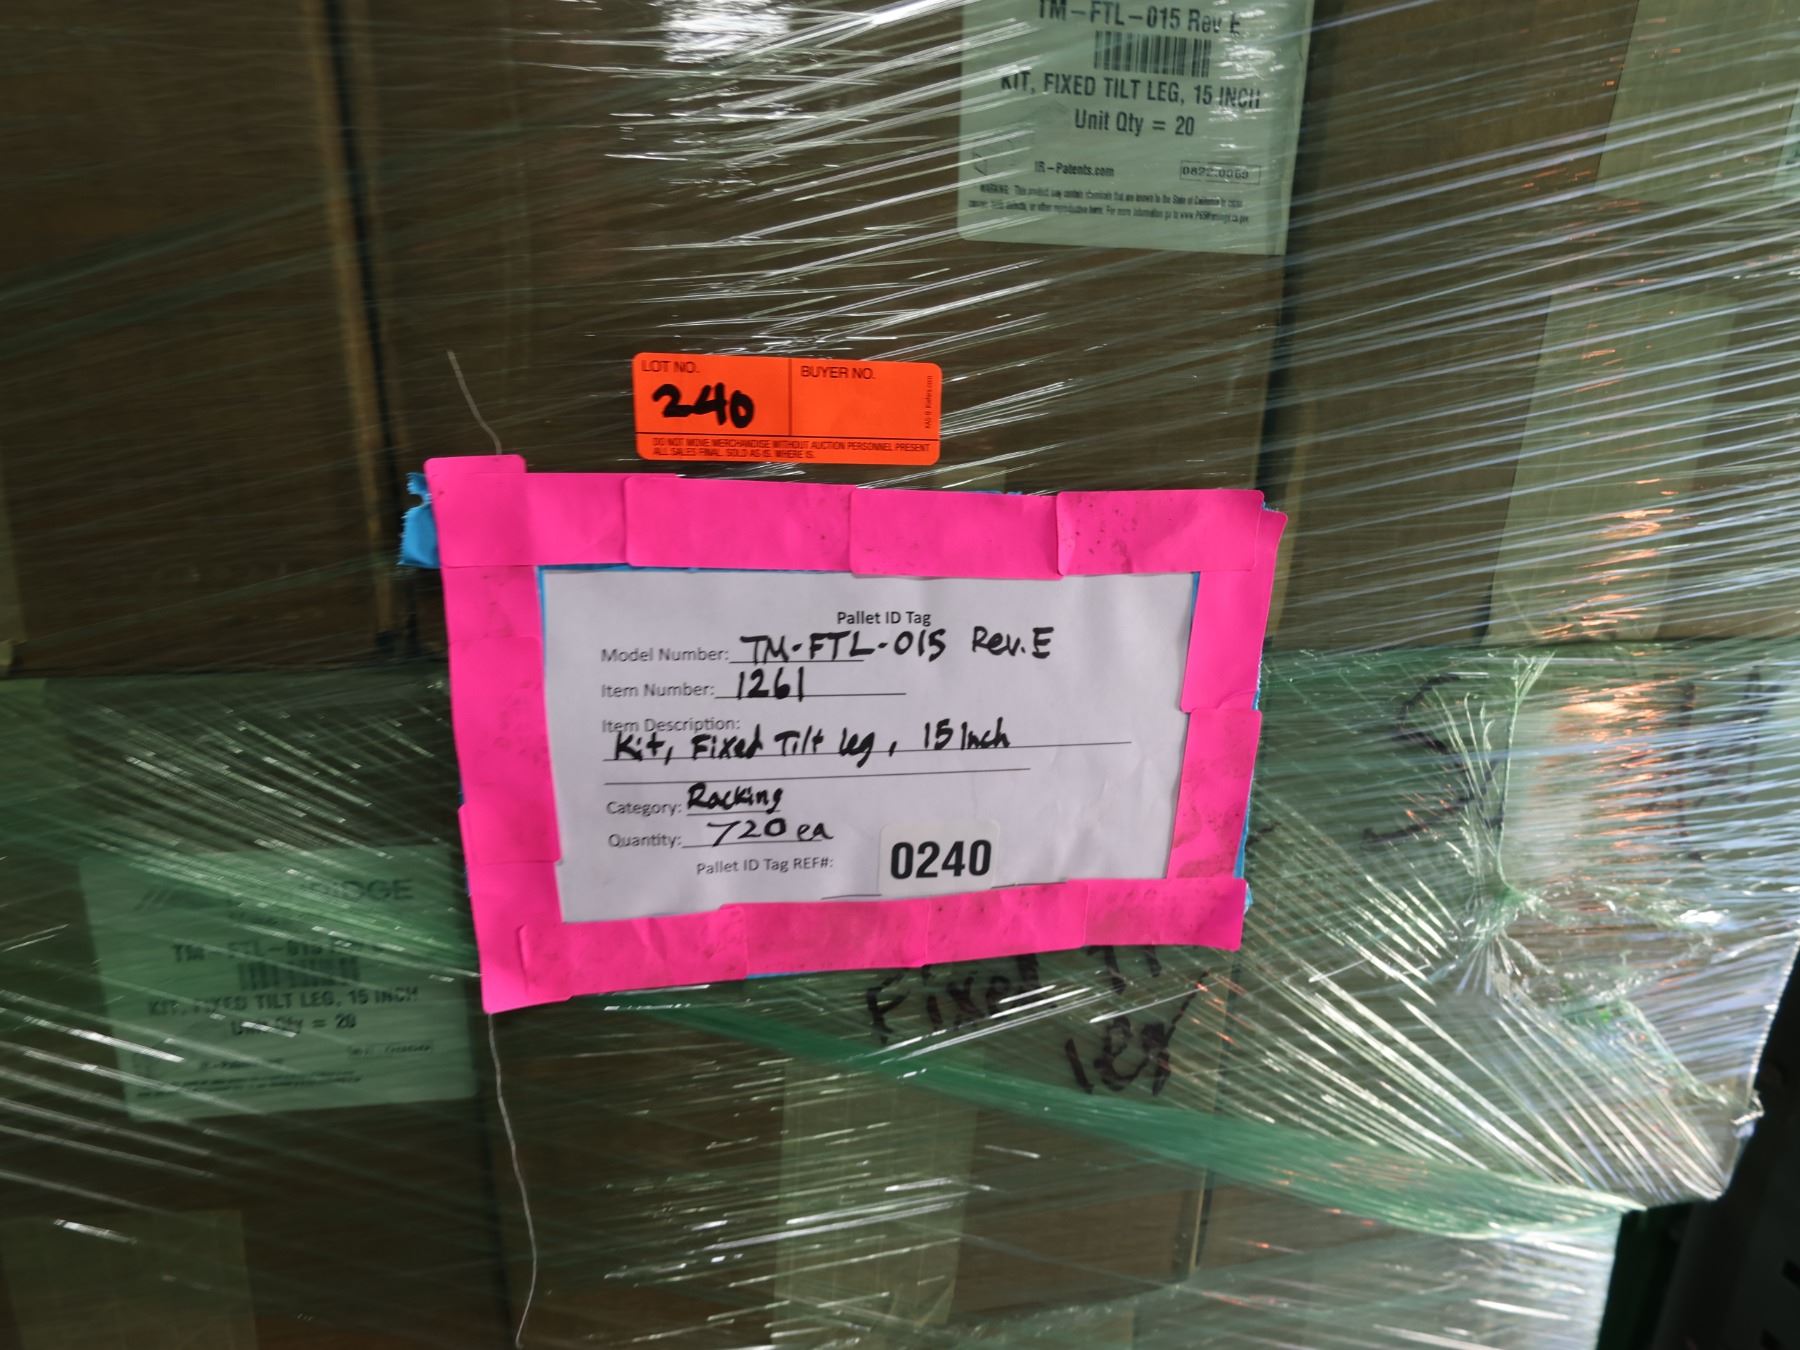 TM-FTL-015 Rev E
KIT, FIXED TILT LEG, 15 INCH
Unit Qty = 20
IR-Patents.com
LOT NO.
240
BUYER NO.
DO NOT MOVE MERCHANDISE WITHOUT AUCTION PERSONNEL PRESENT
ALL SALES FINAL. SOLD AS IS. WHERE IS.
Pallet ID Tag
Model Number: TM-FTL-015 Rev. E
Item Number: 1261
Item Description:
Kit, Fixed Tilt leg, 15 Inch
Category: Racking
Quantity: 720 ea
Pallet ID Tag REF#: 0240
TM-FTL-015 Rev E
KIT, FIXED TILT LEG, 15 INCH
Unit Qty = 20
Fixed
leg